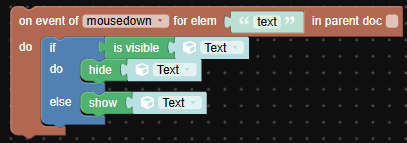 on event of mousedown for elem “ text ” in parent doc
do if is visible Text
do hide Text
else show Text